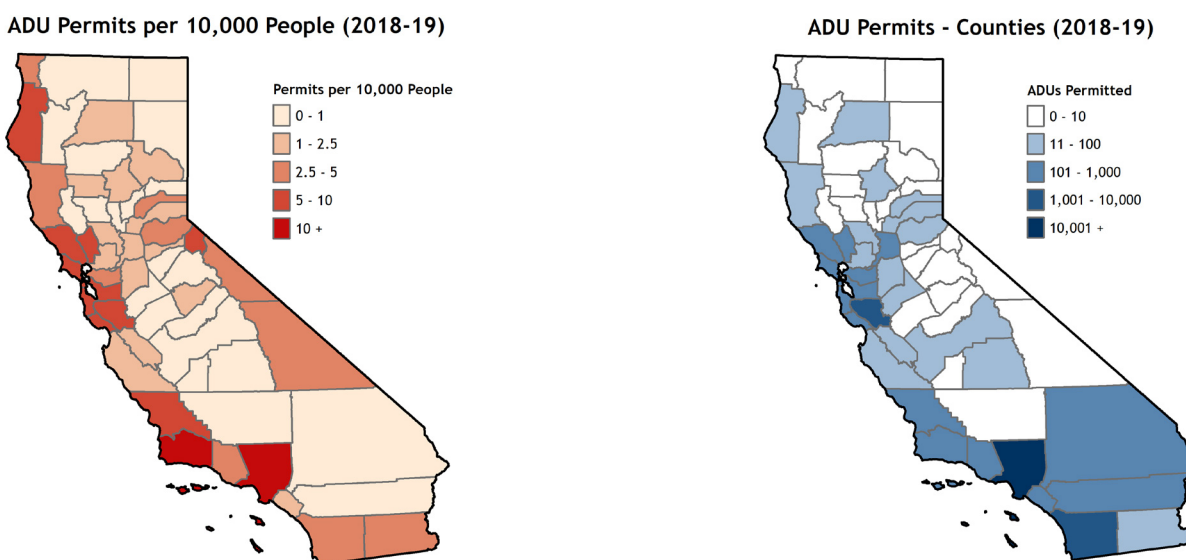 ADU Permits per 10,000 People (2018-19)
Permits per 10,000 People
0 - 1
1 - 2.5
2.5 - 5
5 - 10
10 +
ADU Permits - Counties (2018-19)
ADUs Permitted
0 - 10
11 - 100
101 - 1,000
1,001 - 10,000
10,001 +